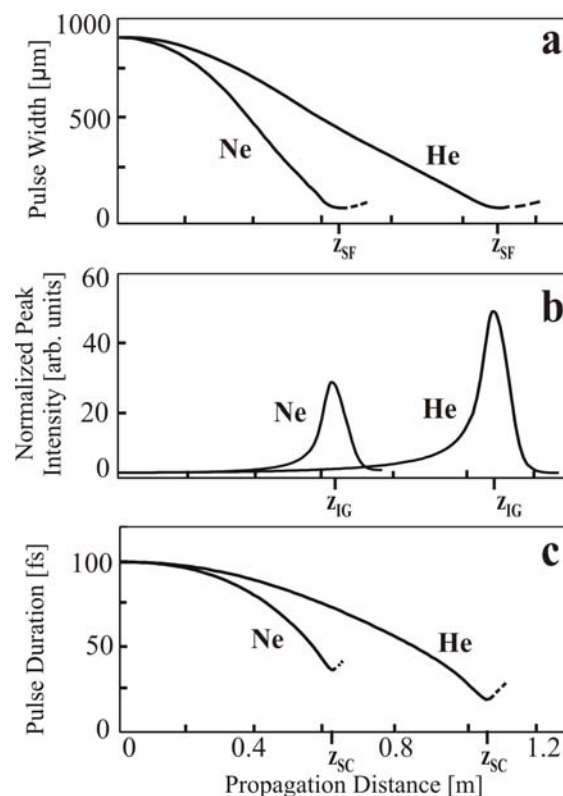 1000
a
Pulse Width [µm]
500
Ne
He
0
z_SF
z_SF
60
b
Normalized Peak
Intensity [arb. units]
40
20
Ne
He
0
z_IG
z_IG
100
c
Pulse Duration [fs]
50
Ne
He
0
0
0.4
z_SC
0.8
z_SC
1.2
Propagation Distance [m]